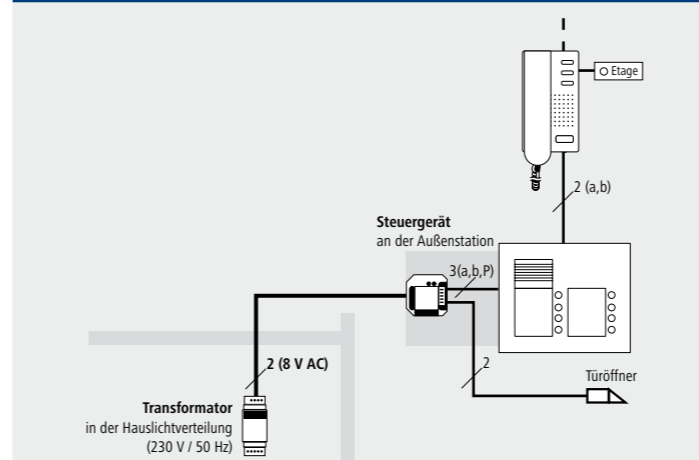 Etage
2 (a,b)
Steuergerät
an der Außenstation
3(a,b,P)
2 (8 V AC)
2
Türöffner
Transformator
in der Hauslichtverteilung
(230 V / 50 Hz)